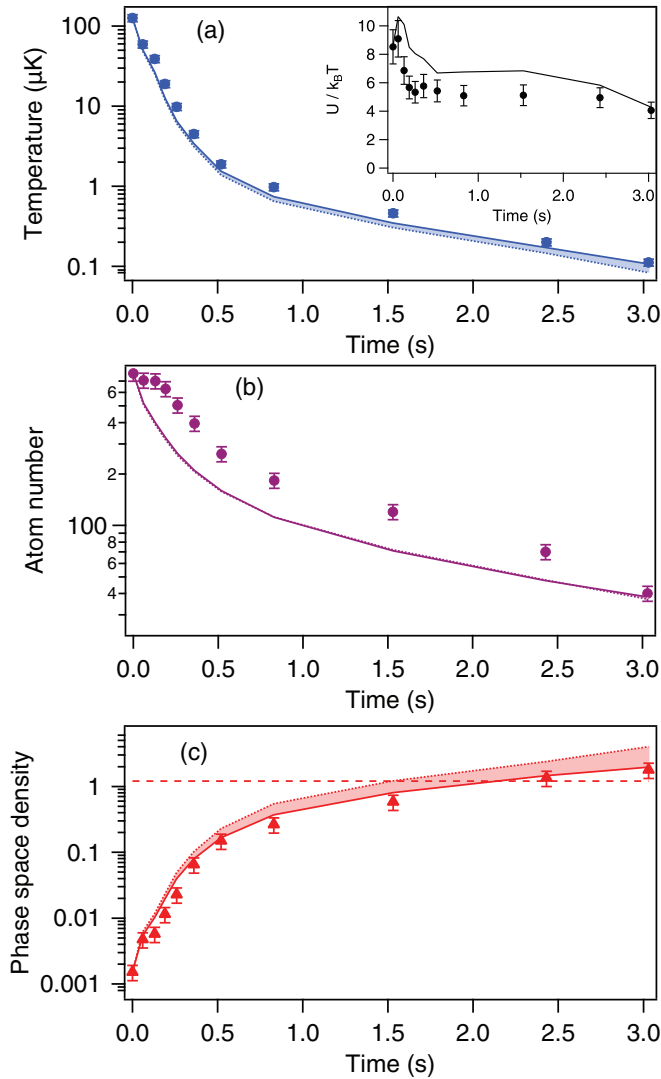 (a)
Temperature (µK)
100
10
1
0.1
0.0 0.5 1.0 1.5 2.0 2.5 3.0
Time (s)
U / kBT
10
8
6
4
2
0
0.0 1.0 2.0 3.0
Time (s)
(b)
Atom number
6
4
2
100
8
6
4
0.0 0.5 1.0 1.5 2.0 2.5 3.0
Time (s)
(c)
Phase space density
1
0.1
0.01
0.001
0.0 0.5 1.0 1.5 2.0 2.5 3.0
Time (s)